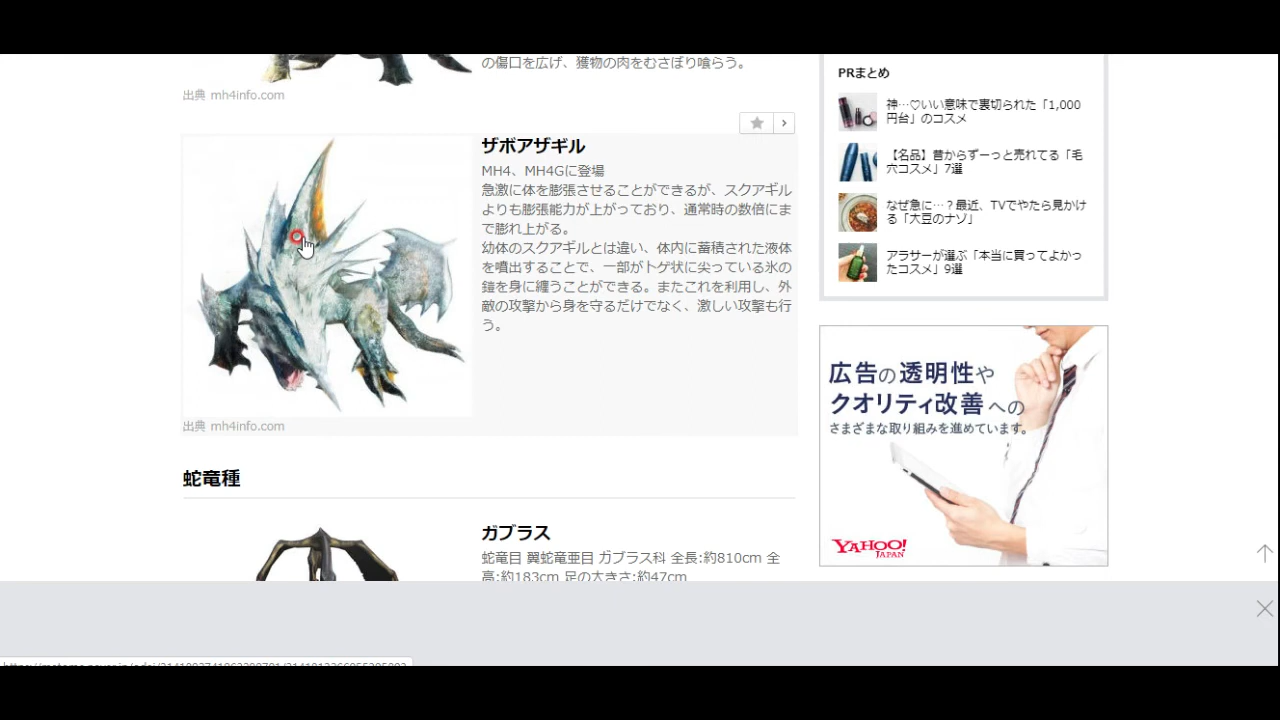 の傷口を広げ、獲物の肉をむさぼり喰らう。
出典 mh4info.com
ザボアザギル
MH4、MH4Gに登場
急激に体を膨張させることができるが、スクアギル
よりも膨張能力が上がっており、通常時の数倍にま
で膨れ上がる。
幼体のスクアギルとは違い、体内に蓄積された液体
を噴出することで、一部がトゲ状に尖っている氷の
鎧を身に纏うことができる。またこれを利用し、外
敵の攻撃から身を守るだけでなく、激しい攻撃も行
う。
出典 mh4info.com
蛇竜種
ガブラス
蛇竜目 翼蛇竜亜目 ガブラス科 全長:約810cm 全
高:約183cm 足の大きさ:約47cm
PRまとめ
神…♡いい意味で裏切られた「1,000
円台」のコスメ
【名品】昔からずーっと売れてる「毛
穴コスメ」7選
なぜ急に…？最近、TVでやたら見かけ
る「大豆のナゾ」
アラサーが選ぶ「本当に買ってよかっ
たコスメ」9選
広告の透明性や
クオリティ改善への
さまざまな取り組みを進めています。
YAHOO!
JAPAN